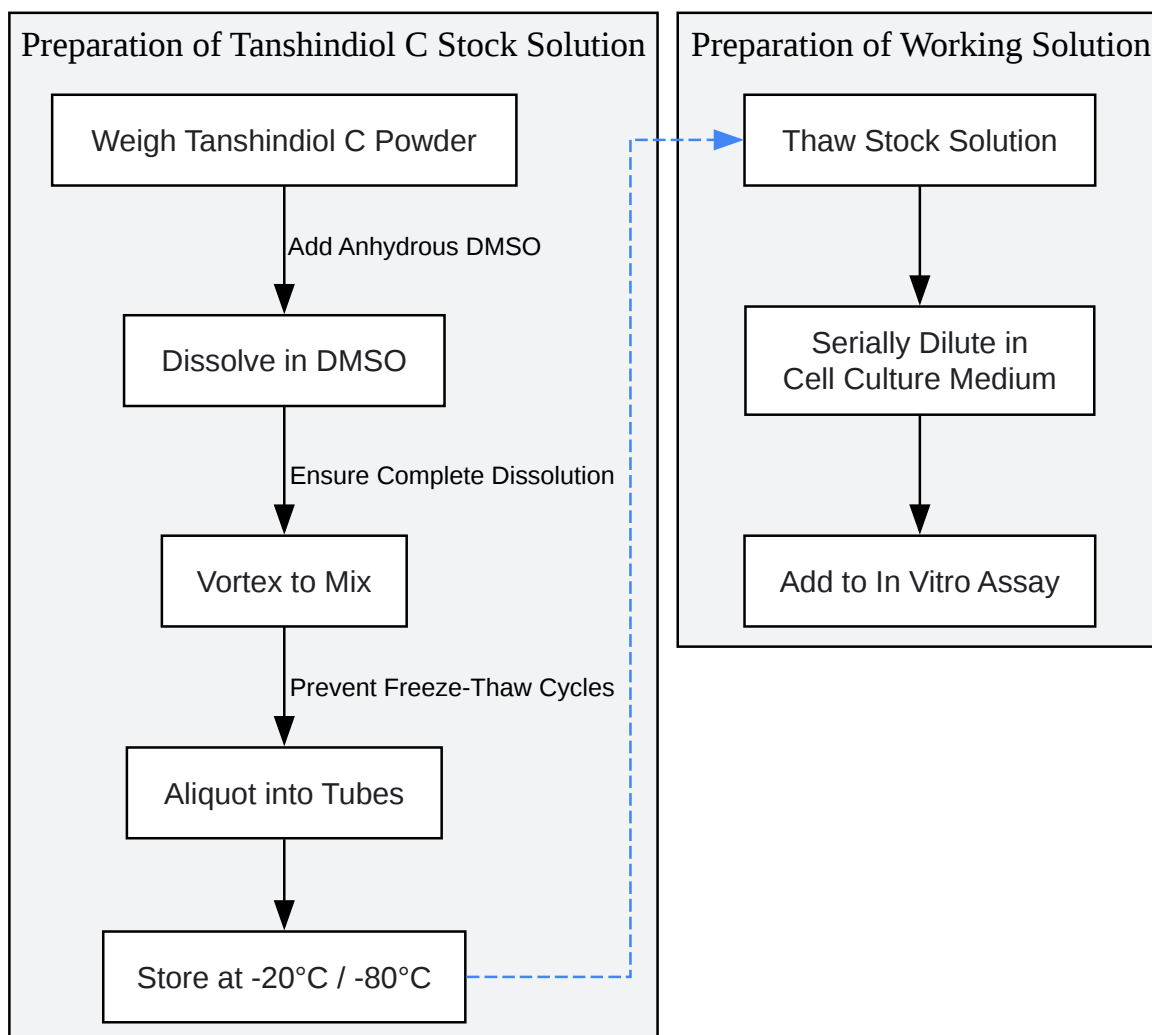 Preparation of Tanshindiol C Stock Solution
Weigh Tanshindiol C Powder
Add Anhydrous DMSO
Dissolve in DMSO
Ensure Complete Dissolution
Vortex to Mix
Prevent Freeze-Thaw Cycles
Aliquot into Tubes
Store at -20°C / -80°C
Preparation of Working Solution
Thaw Stock Solution
Serially Dilute in
Cell Culture Medium
Add to In Vitro Assay